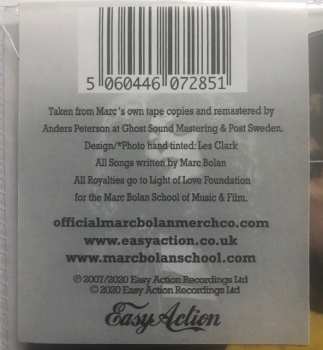 5 060446 072851
Taken from Marc's own tape copies and remastered by
Anders Peterson at Ghost Sound Mastering & Post Sweden.
Design/*Photo hand tinted: Les Clark
All Songs written by Marc Bolan
All Royalties go to Light of Love Foundation
for the Marc Bolan School of Music & Film.
officialmarcbolanmerchco.com
www.easyaction.co.uk
www.marcbolanschool.com
℗ 2007/2020 Easy Action Recordings Ltd
© 2020 Easy Action Recordings Ltd
Easy Action